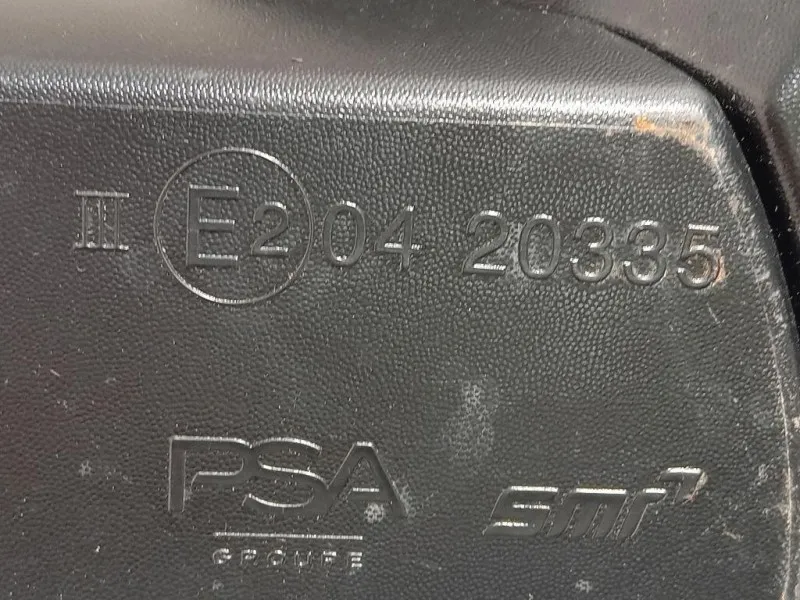 III E2 04 20335
PSA
GROUPE
smr